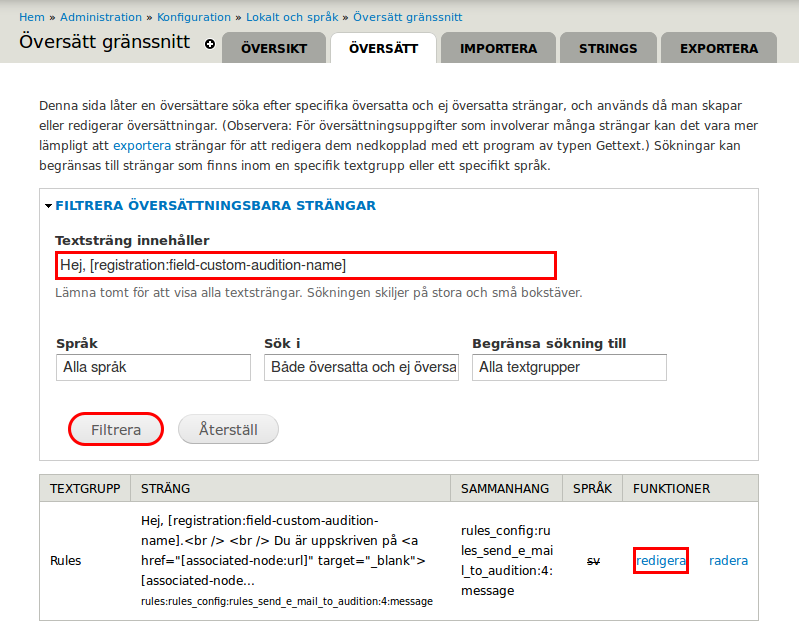 Hem » Administration » Konfiguration » Lokalt och språk » Översätt gränssnitt
Översätt gränssnitt
ÖVERSIKT
ÖVERSÄTT
IMPORTERA
STRINGS
EXPORTERA
Denna sida låter en översättare söka efter specifika översatta och ej översatta strängar, och används då man skapar
eller redigerar översättningar. (Observera: För översättningsuppgifter som involverar många strängar kan det vara mer
lämpligt att exportera strängar för att redigera dem nedkopplad med ett program av typen Gettext.) Sökningar kan
begränsas till strängar som finns inom en specifik textgrupp eller ett specifikt språk.
FILTRERA ÖVERSÄTTNINGSBARA STRÄNGAR
Textsträng innehåller
Hej, [registration:field-custom-audition-name]
Lämna tomt för att visa alla textsträngar. Sökningen skiljer på stora och små bokstäver.
Språk
Sök i
Begränsa sökning till
Alla språk
Både översatta och ej översa
Alla textgrupper
Filtrera
Återställ
TEXTGRUPP
STRÄNG
SAMMANHANG
SPRÅK
FUNKTIONER
Rules
Hej, [registration:field-custom-audition-
name].<br /> <br /> Du är uppskriven på <a
href="[associated-node:url]" target="_blank">
[associated-node...
rules:rules_config:rules_send_e_mail_to_audition:4:message
rules_config:ru
les_send_e_mai
l_to_audition:4:
message
sv
redigera
radera